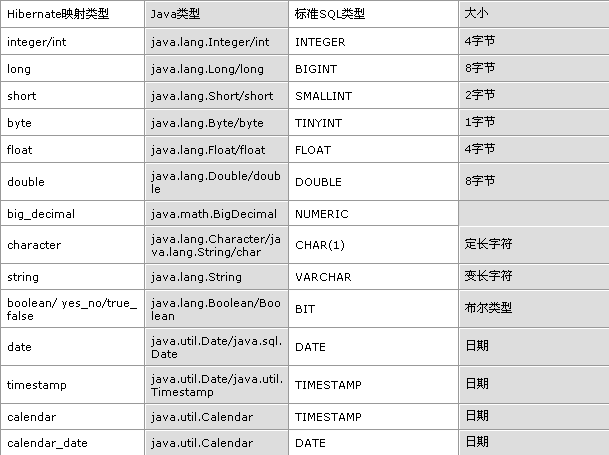 Hibernate映射类型 Java类型 标准SQL类型 大小
integer/int java.lang.Integer/int INTEGER 4字节
long java.lang.Long/long BIGINT 8字节
short java.lang.Short/short SMALLINT 2字节
byte java.lang.Byte/byte TINYINT 1字节
float java.lang.Float/float FLOAT 4字节
double java.lang.Double/doub
le DOUBLE 8字节
big_decimal java.math.BigDecimal NUMERIC
character java.lang.Character/ja
va.lang.String/char CHAR(1) 定长字符
string java.lang.String VARCHAR 变长字符
boolean/ yes_no/true_
false java.lang.Boolean/Boo
lean BIT 布尔类型
date java.util.Date/java.sql.
Date DATE 日期
timestamp java.util.Date/java.util.
Timestamp TIMESTAMP 日期
calendar java.util.Calendar TIMESTAMP 日期
calendar_date java.util.Calendar DATE 日期